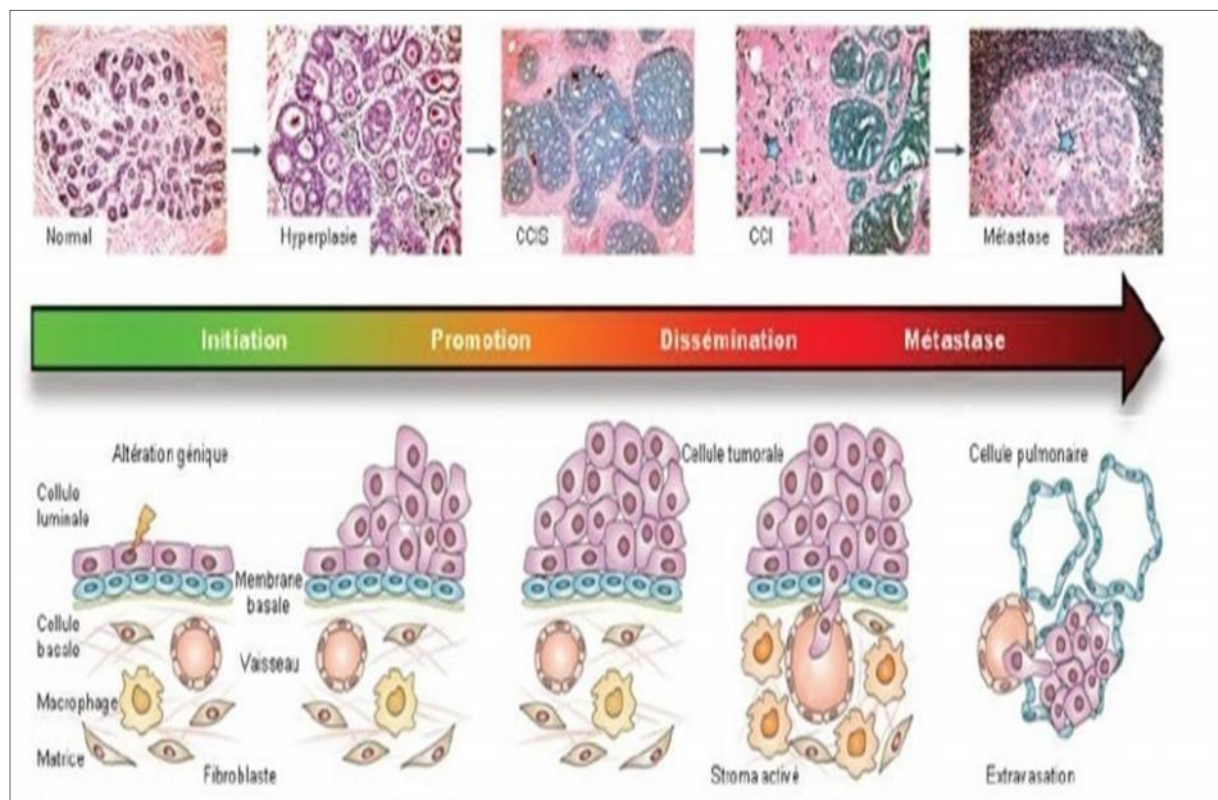 Normal
Hyperplasie
CCIS
CCI
Métastase
Initiation
Promotion
Dissémination
Métastase
Altération génique
Cellule tumorale
Cellule pulmonaire
Cellule
luminale
Membrane
basale
Cellule
basale
Vaisseau
Macrophage
Matrice
Fibroblaste
Stroma activé
Extravasation